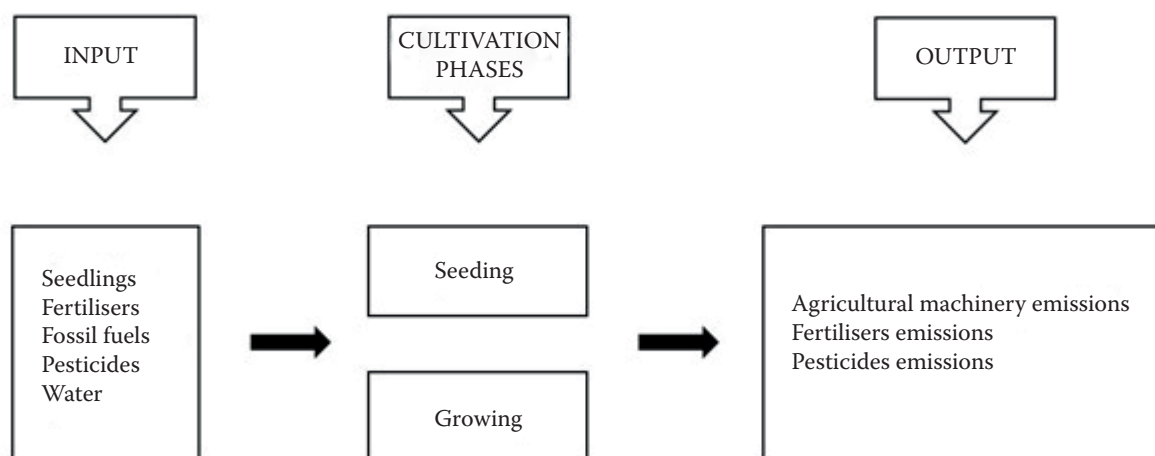 INPUT
CULTIVATION
PHASES
OUTPUT
Seedlings
Fertilisers
Fossil fuels
Pesticides
Water
Seeding
Growing
Agricultural machinery emissions
Fertilisers emissions
Pesticides emissions